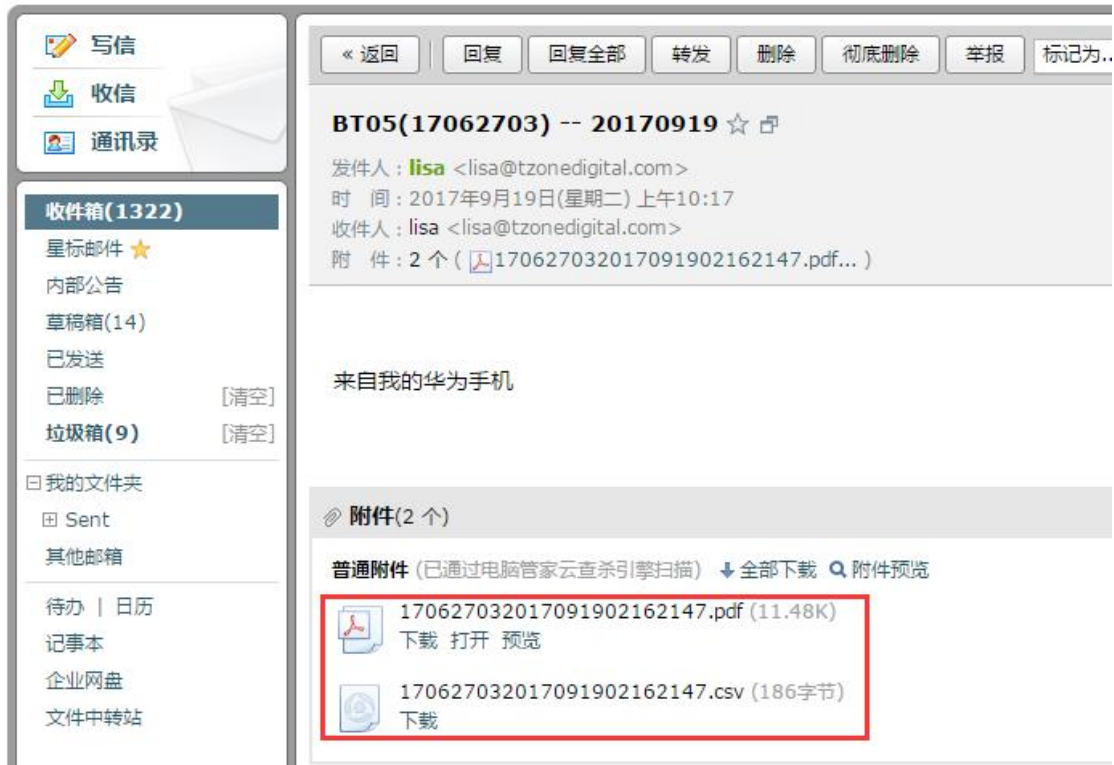 写信
收信
通讯录
收件箱(1322)
星标邮件
内部公告
草稿箱(14)
已发送
已删除 [清空]
垃圾箱(9) [清空]
我的文件夹
Sent
其他邮箱
待办 | 日历
记事本
企业网盘
文件中转站
« 返回 回复 回复全部 转发 删除 彻底删除 举报 标记为...
BT05(17062703) -- 20170919
发件人：lisa <lisa@tzonedigital.com>
时 间：2017年9月19日(星期二) 上午10:17
收件人：lisa <lisa@tzonedigital.com>
附 件：2 个 ( 170627032017091902162147.pdf... )
来自我的华为手机
附件(2 个)
普通附件 (已通过电脑管家云查杀引擎扫描) 全部下载 附件预览
170627032017091902162147.pdf (11.48K)
下载 打开 预览
170627032017091902162147.csv (186字节)
下载